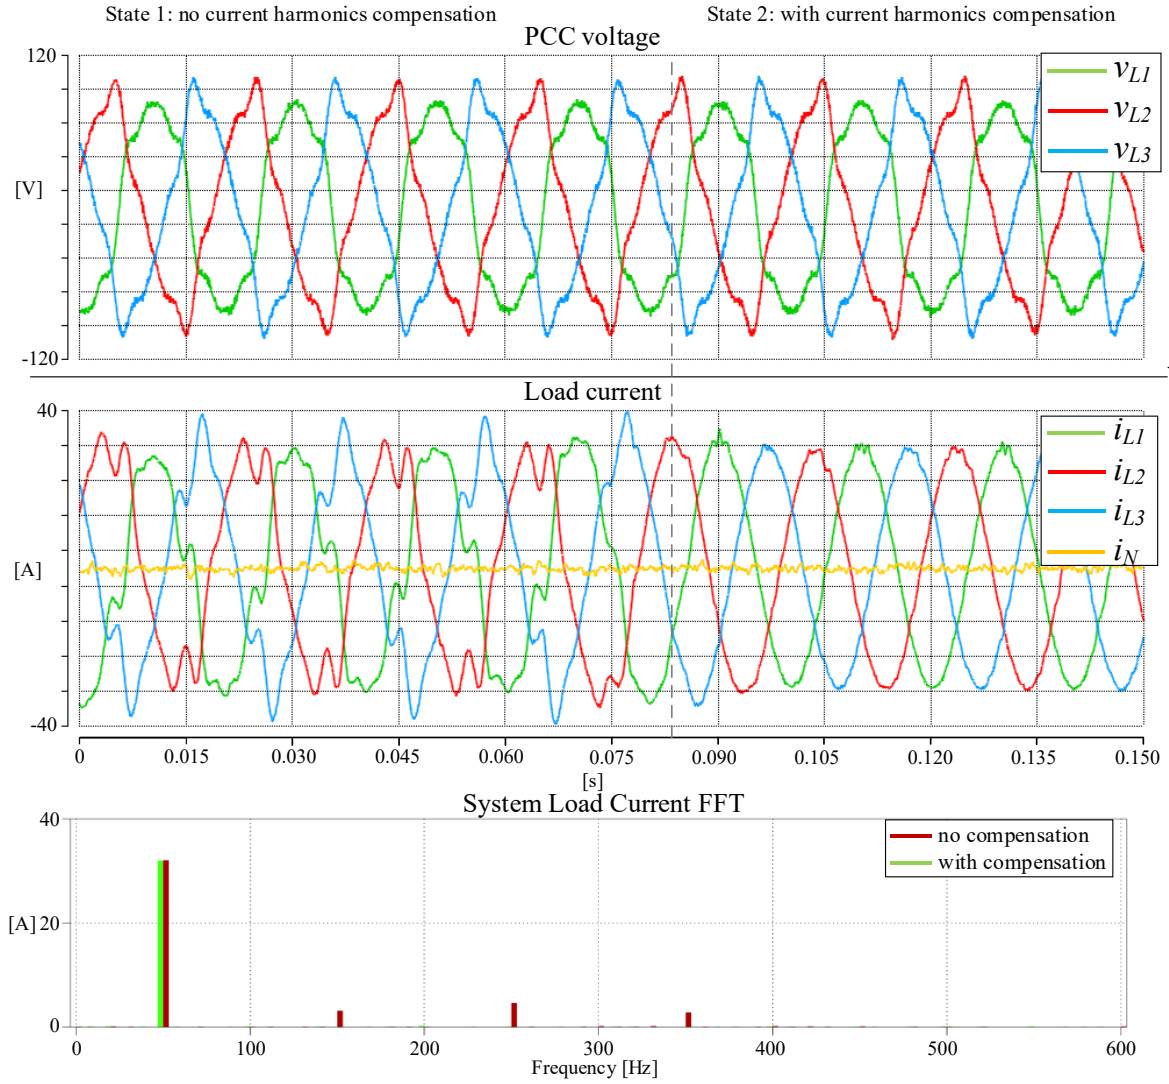 State 1: no current harmonics compensation
State 2: with current harmonics compensation
PCC voltage
120
[V]
-120
vL1
vL2
vL3
Load current
40
[A]
-40
iL1
iL2
iL3
iN
0 0.015 0.030 0.045 0.060 0.075 0.090 0.105 0.120 0.135 0.150
[s]
System Load Current FFT
40
[A] 20
0
no compensation
with compensation
0 100 200 300 400 500 600
Frequency [Hz]